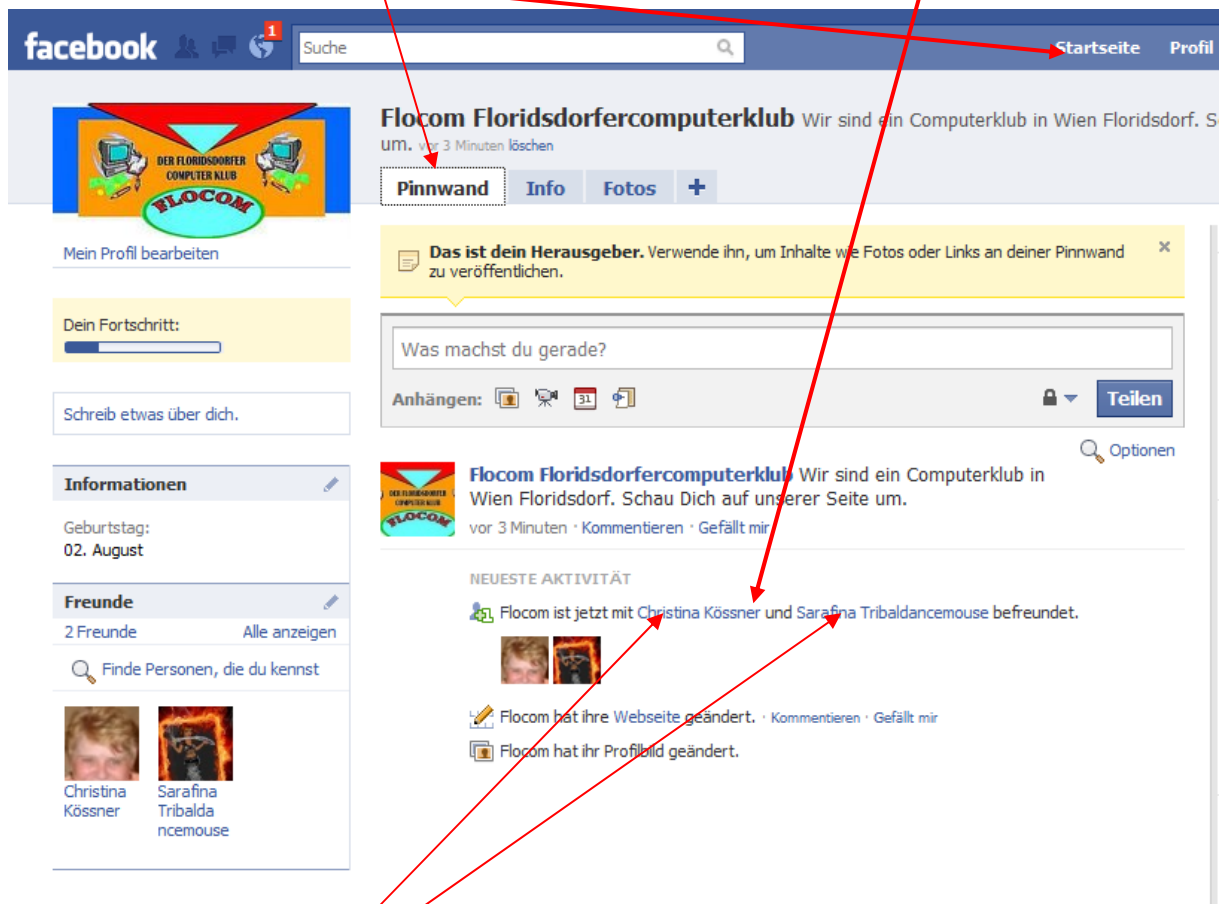 facebook
1
Suche
Startseite Profil
DER FLORIDSDORFER
COMPUTER KLUB
FLOCOM
Mein Profil bearbeiten
Dein Fortschritt:
Schreib etwas über dich.
Informationen
Geburtstag:
02. August
Freunde
2 Freunde Alle anzeigen
Finde Personen, die du kennst
Christina
Kössner
Sarafina
Tribalda
ncemouse
Flocom Floridsdorfercomputerklub Wir sind ein Computerklub in Wien Floridsdorf. S
um. vor 3 Minuten löschen
Pinnwand Info Fotos +
Das ist dein Herausgeber. Verwende ihn, um Inhalte wie Fotos oder Links an deiner Pinnwand
zu veröffentlichen.
Was machst du gerade?
Anhängen: 31 Teilen
Optionen
DER FLORIDSDORFER
COMPUTER KLUB
FLOCOM
Flocom Floridsdorfercomputerklub Wir sind ein Computerklub in
Wien Floridsdorf. Schau Dich auf unserer Seite um.
vor 3 Minuten · Kommentieren · Gefällt mir
NEUESTE AKTIVITÄT
Flocom ist jetzt mit Christina Kössner und Sarafina Tribaldancemouse befreundet.
Flocom hat ihre Webseite geändert. · Kommentieren · Gefällt mir
Flocom hat ihr Profilbild geändert.